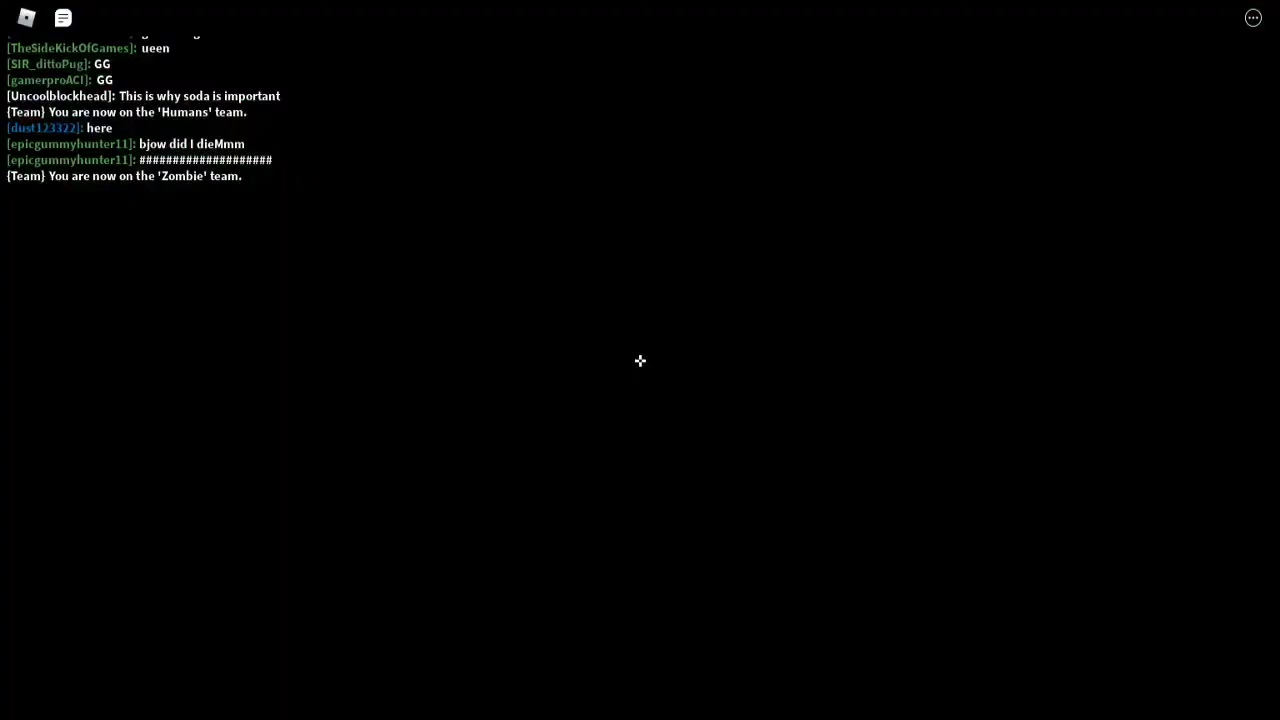 [TheSideKickOfGames]: ueen
[SIR_dittoPug]: GG
[gamerproACI]: GG
[Uncoolblockhead]: This is why soda is important
{Team} You are now on the 'Humans' team.
[dust123322]: here
[epicgummyhunter11]: bjow did I dieMmm
[epicgummyhunter11]: ####################
{Team} You are now on the 'Zombie' team.